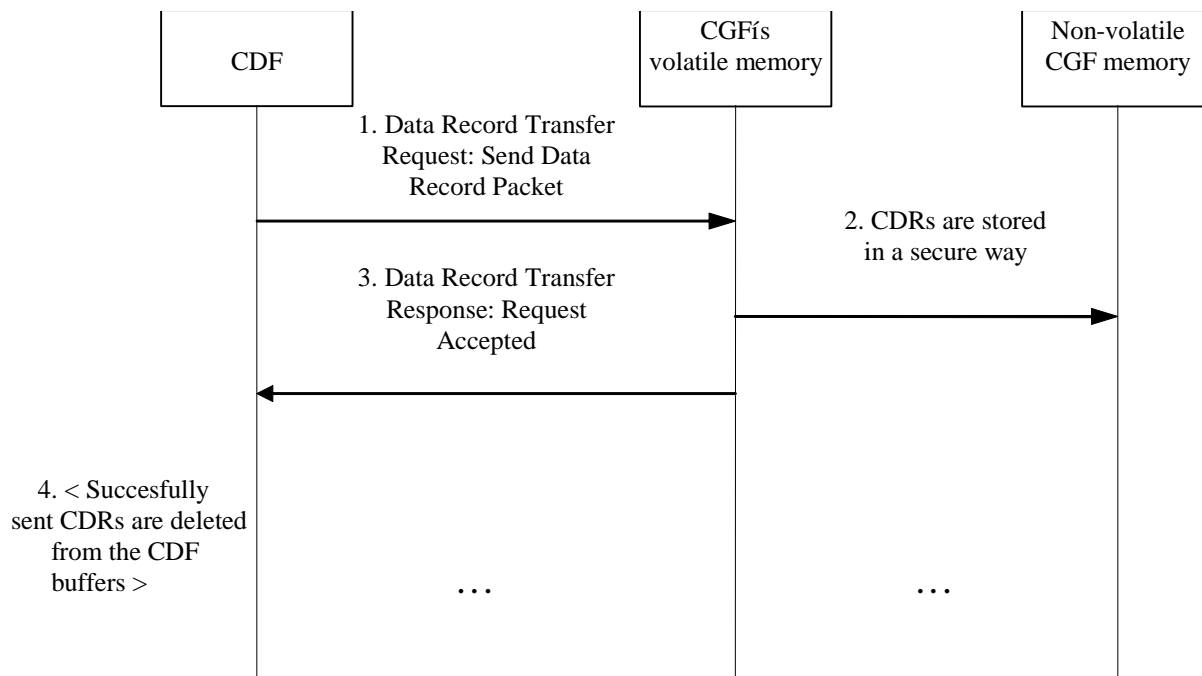 CDF
CGFís
volatile memory
Non-volatile
CGF memory
1. Data Record Transfer
Request: Send Data
Record Packet
2. CDRs are stored
in a secure way
3. Data Record Transfer
Response: Request
Accepted
4. < Succesfully
sent CDRs are deleted
from the CDF
buffers >
...
...